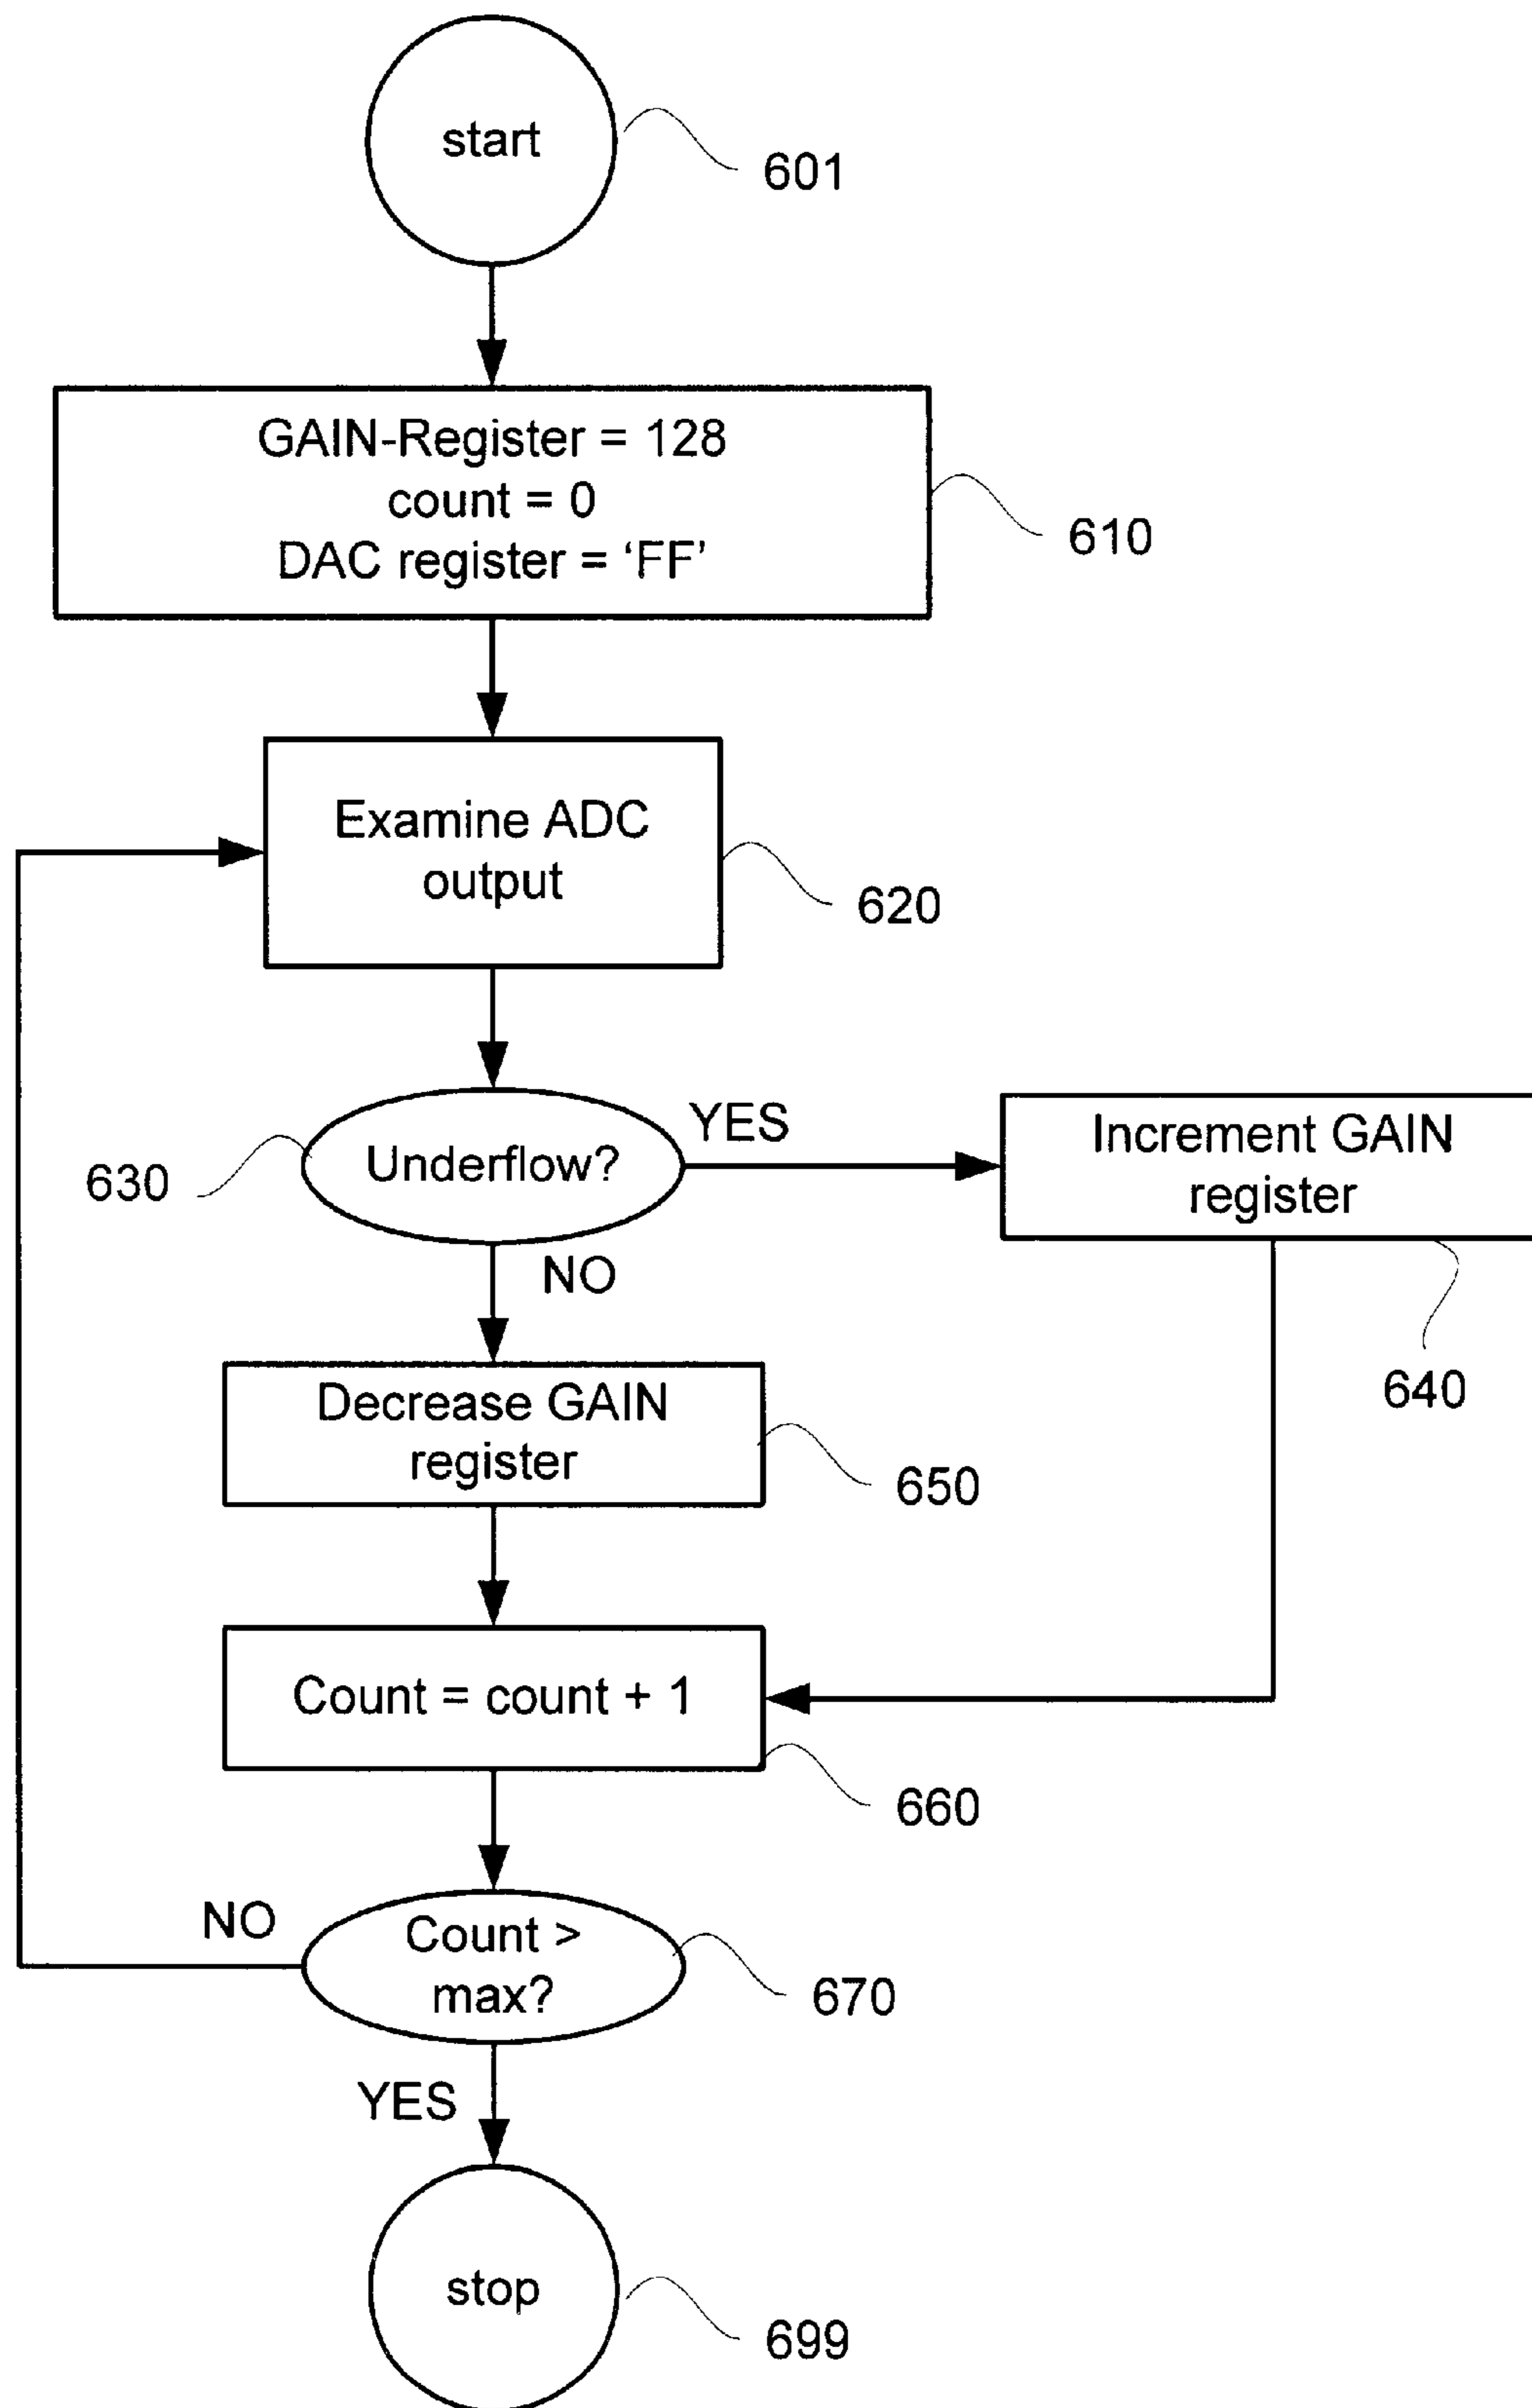 start
601
GAIN-Register = 128
count = 0
DAC register = ‘FF’
610
Examine ADC
output
620
Underflow?
YES
630
NO
Increment GAIN
register
640
Decrease GAIN
register
650
Count = count + 1
660
NO
Count >
max?
670
YES
stop
699